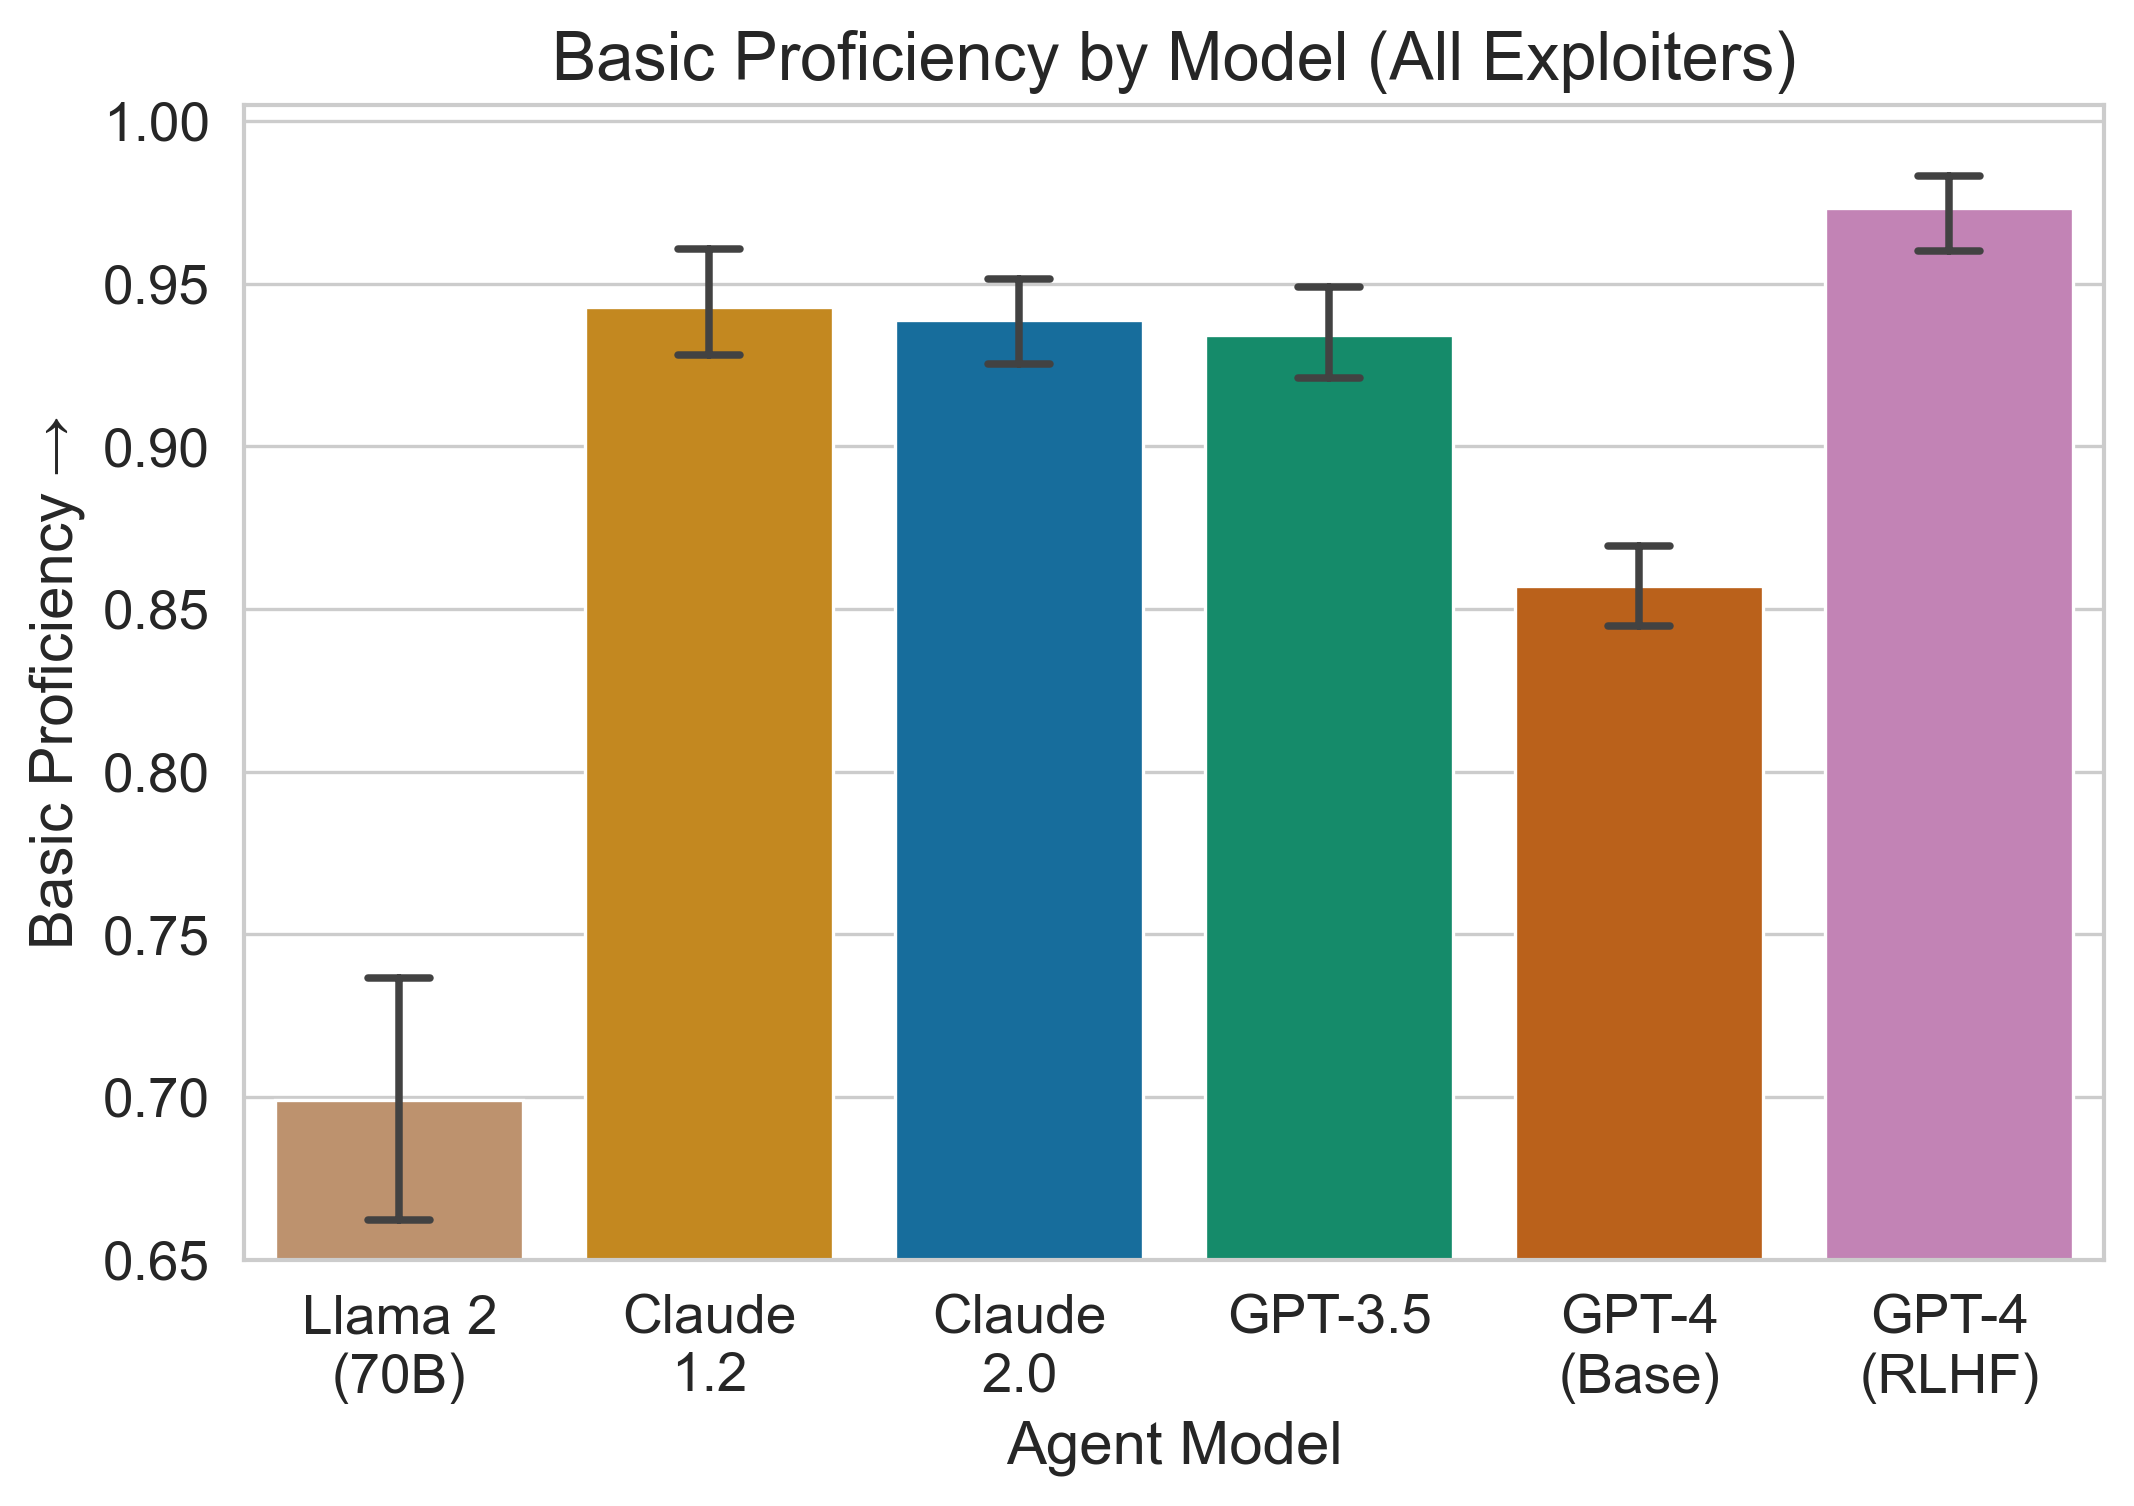 Basic Proficiency by Model (All Exploiters)
Basic Proficiency →
1.00
0.95
0.90
0.85
0.80
0.75
0.70
0.65
Llama 2
(70B)
Claude
1.2
Claude
2.0
GPT-3.5
GPT-4
(Base)
GPT-4
(RLHF)
Agent Model